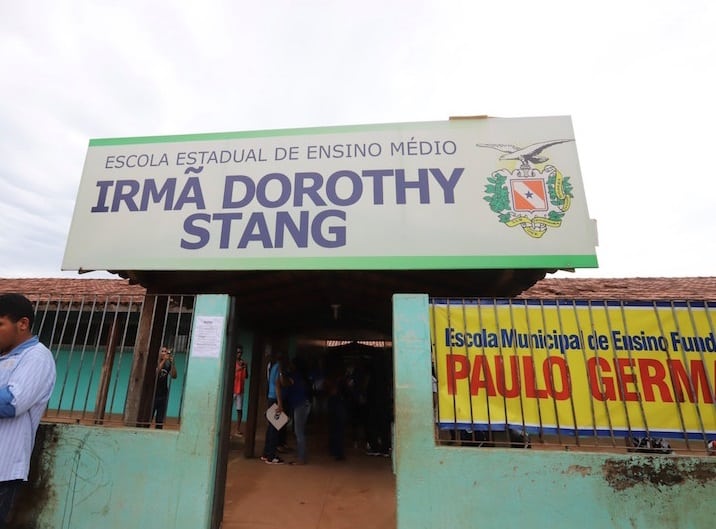 ESCOLA ESTADUAL DE ENSINO MÉDIO
IRMÃ DOROTHY
STANG
Escola Municipal de Ensino Fund
PAULO GERM